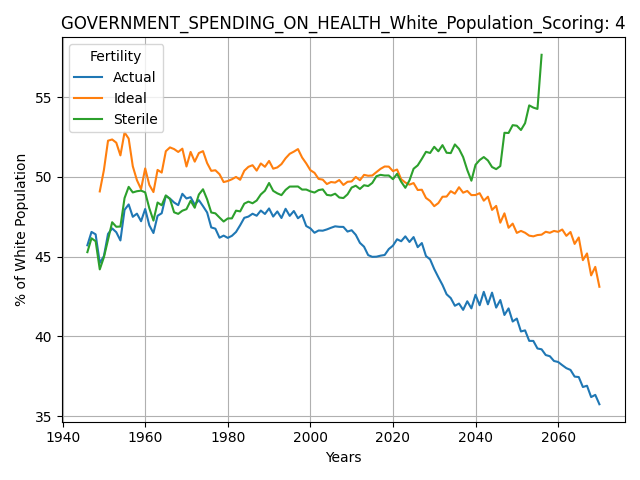 GOVERNMENT_SPENDING_ON_HEALTH_White_Population_Scoring: 4
Fertility
Actual
Ideal
Sterile
% of White Population
55
50
45
40
35
1940
1960
1980
2000
2020
2040
2060
Years